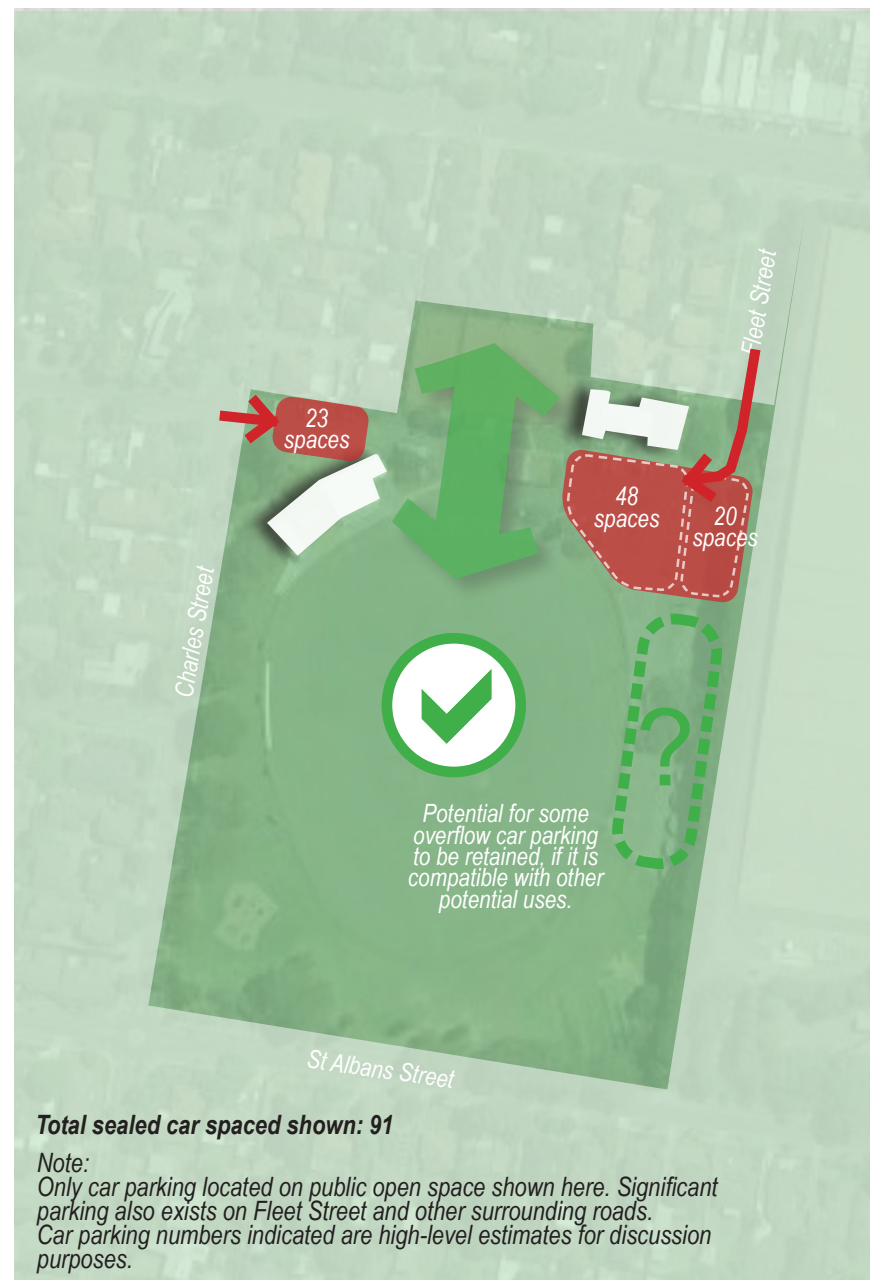 Fleet Street
23
spaces
48
spaces
20
spaces
Charles Street
?
Potential for some
overflow car parking
to be retained, if it is
compatible with other
potential uses.
St Albans Street
Total sealed car spaced shown: 91
Note:
Only car parking located on public open space shown here. Significant
parking also exists on Fleet Street and other surrounding roads.
Car parking numbers indicated are high-level estimates for discussion
purposes.